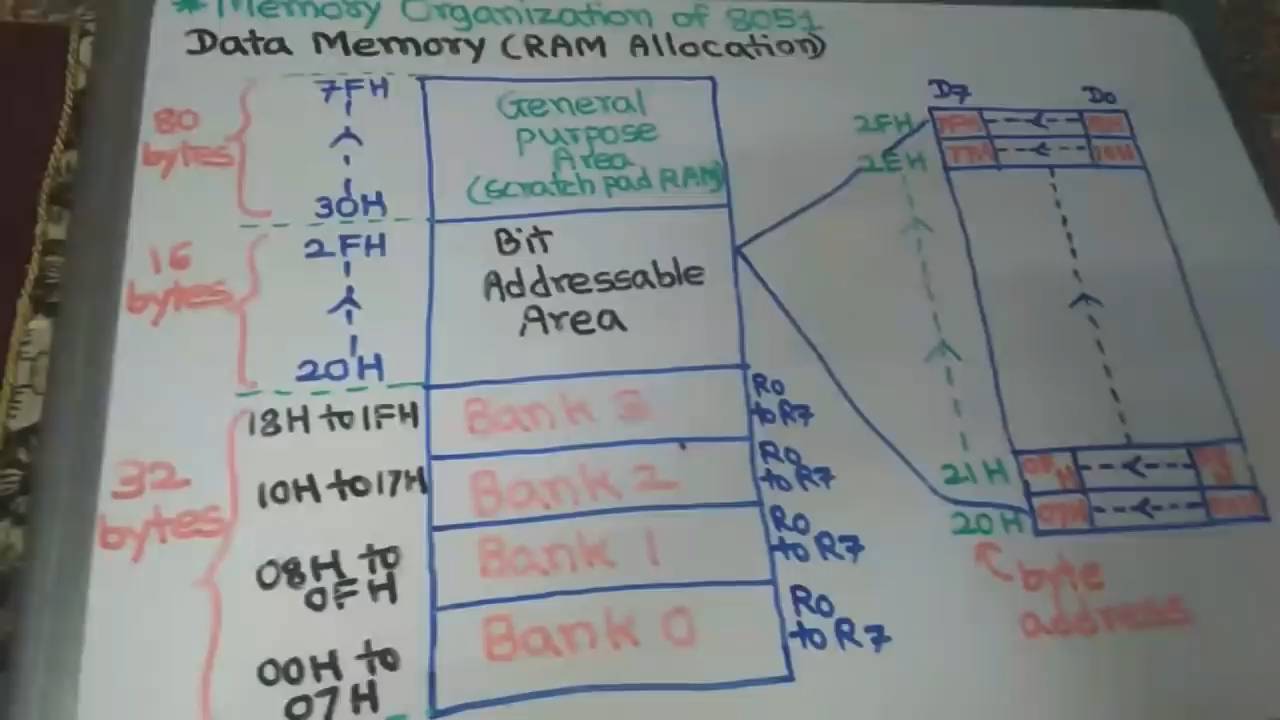 *Memory Organization of 8051
Data Memory (RAM Allocation)
80
bytes
7FH
30H
General
purpose
Area
(scratch pad RAM)
16
bytes
2FH
20H
Bit
Addressable
Area
32
bytes
18H to 1FH
Bank 3
R0
to R7
10H to 17H
Bank 2
R0
to R7
08H to
0FH
Bank 1
R0
to R7
00H to
07H
Bank 0
R0
to R7
D7
D0
2FH
2EH
77H
21H
20H
byte
address